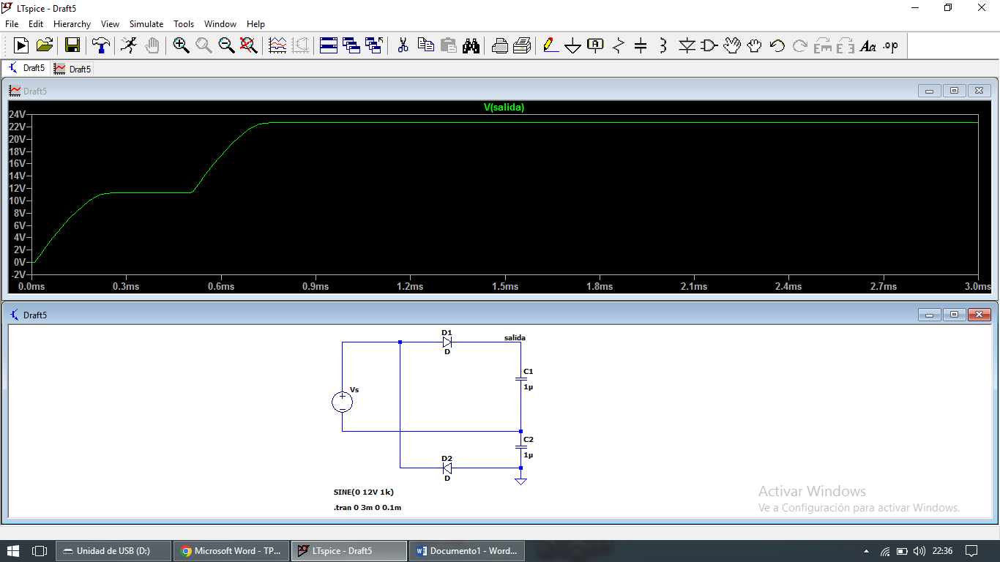 LTspice - Draft5
File Edit Hierarchy View Simulate Tools Window Help
A Aa .op
Draft5 Draft5
Draft5
V(salida)
24V
22V
20V
18V
16V
14V
12V
10V
8V
6V
4V
2V
0V
-2V
0.0ms 0.3ms 0.6ms 0.9ms 1.2ms 1.5ms 1.8ms 2.1ms 2.4ms 2.7ms 3.0ms
Draft5
D1
salida
D
C1
1µ
Vs
C2
1µ
D2
D
SINE(0 12V 1k)
.tran 0 3m 0 0.1m
Activar Windows
Ve a Configuración para activar Windows.
Unidad de USB (D:) Microsoft Word - TP... LTspice - Draft5 Documento1 - Word... 22:36